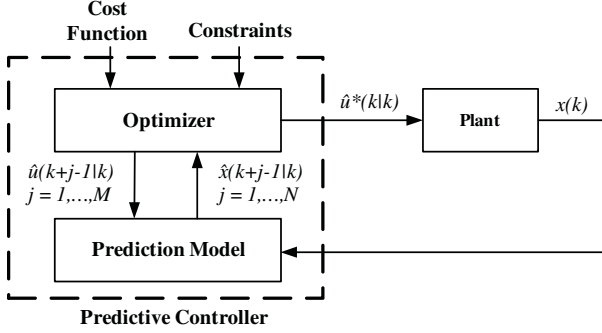 Cost
Function
Constraints
Optimizer
û*(k|k)
Plant
x(k)
û(k+j-1|k)
j = 1,...,M
x̂(k+j-1|k)
j = 1,...,N
Prediction Model
Predictive Controller